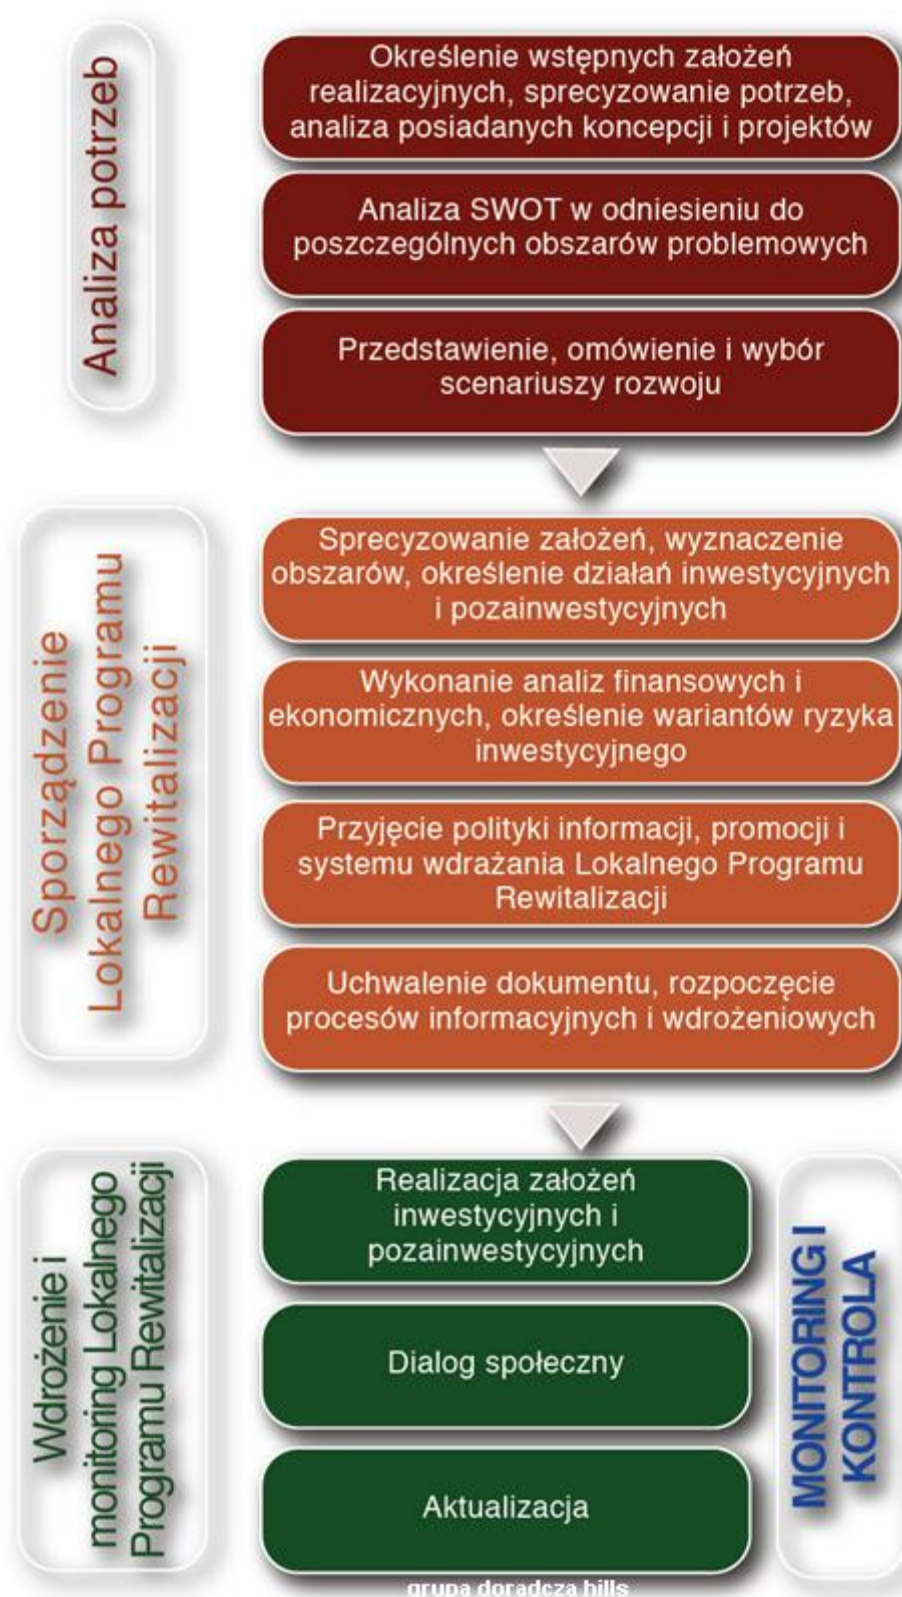 Analiza potrzeb
Określenie wstępnych założeń
realizacyjnych, sprecyzowanie potrzeb,
analiza posiadanych koncepcji i projektów
Analiza SWOT w odniesieniu do
poszczególnych obszarów problemowych
Przedstawienie, omówienie i wybór
scenariuszy rozwoju
Sporządzenie
Lokalnego Programu
Rewitalizacji
Sprecyzowanie założeń, wyznaczenie
obszarów, określenie działań inwestycyjnych
i pozainwestycyjnych
Wykonanie analiz finansowych i
ekonomicznych, określenie wariantów ryzyka
inwestycyjnego
Przyjęcie polityki informacji, promocji i
systemu wdrażania Lokalnego Programu
Rewitalizacji
Uchwalenie dokumentu, rozpoczęcie
procesów informacyjnych i wdrożeniowych
Wdrożenie i
monitoring Lokalnego
Programu Rewitalizacji
Realizacja założeń
inwestycyjnych i
pozainwestycyjnych
Dialog społeczny
Aktualizacja
MONITORING I
KONTROLA
grupa doradcza hills